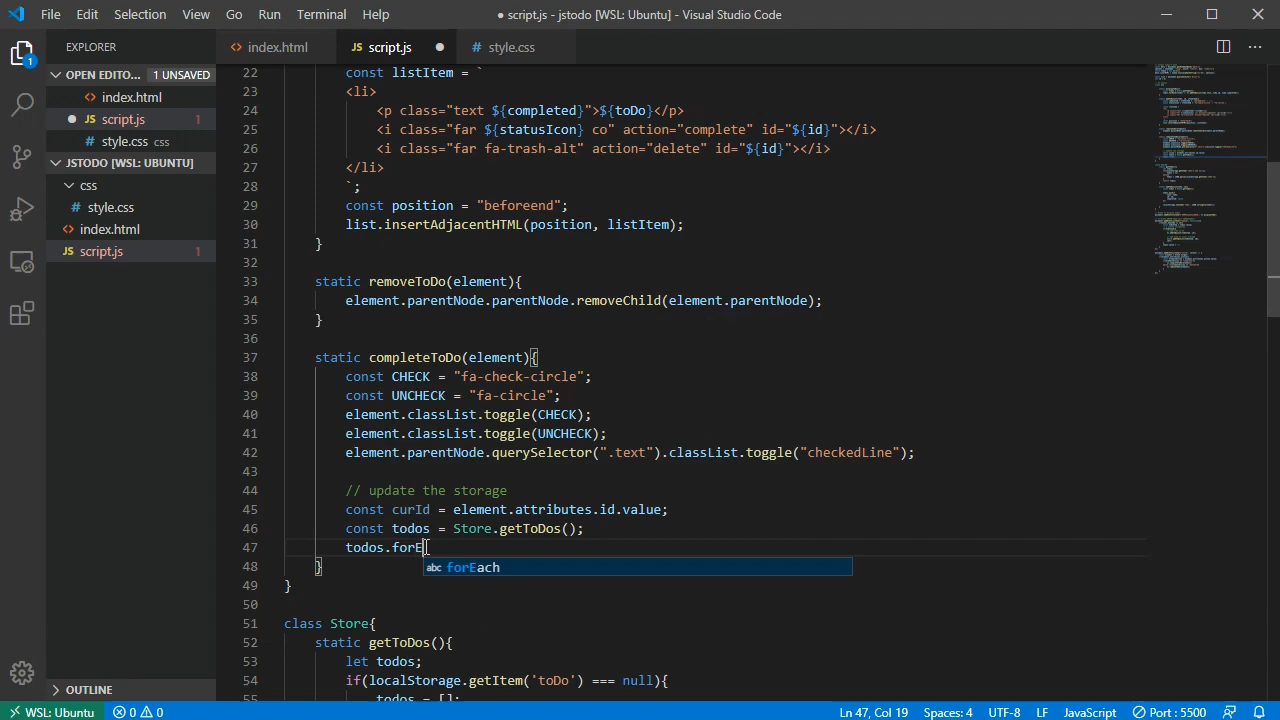 File Edit Selection View Go Run Terminal Help
● script.js - jstodo [WSL: Ubuntu] - Visual Studio Code
1
EXPLORER
OPEN EDITO... 1 UNSAVED
index.html
JS script.js 1
style.css css
JSTODO [WSL: UBUNTU]
css
style.css
index.html
JS script.js 1
OUTLINE
index.html JS script.js style.css
22 const listItem = `
23 <li>
24 <p class="text ${completed}">${toDo}</p>
25 <i class="far ${statusIcon} co" action="complete" id="${id}"></i>
26 <i class="far fa-trash-alt" action="delete" id="${id}"></i>
27 </li>
28 `;
29 const position = "beforeend";
30 list.insertAdjacentHTML(position, listItem);
31 }
32
33 static removeToDo(element){
34 element.parentNode.parentNode.removeChild(element.parentNode);
35 }
36
37 static completeToDo(element){
38 const CHECK = "fa-check-circle";
39 const UNCHECK = "fa-circle";
40 element.classList.toggle(CHECK);
41 element.classList.toggle(UNCHECK);
42 element.parentNode.querySelector(".text").classList.toggle("checkedLine");
43
44 // update the storage
45 const curId = element.attributes.id.value;
46 const todos = Store.getToDos();
47 todos.forE
abc forEach
48 }
49 }
50
51 class Store{
52 static getToDos(){
53 let todos;
54 if(localStorage.getItem('toDo') === null){
55 todos = [];
WSL: Ubuntu 0 0 Ln 47, Col 19 Spaces: 4 UTF-8 LF JavaScript Port : 5500